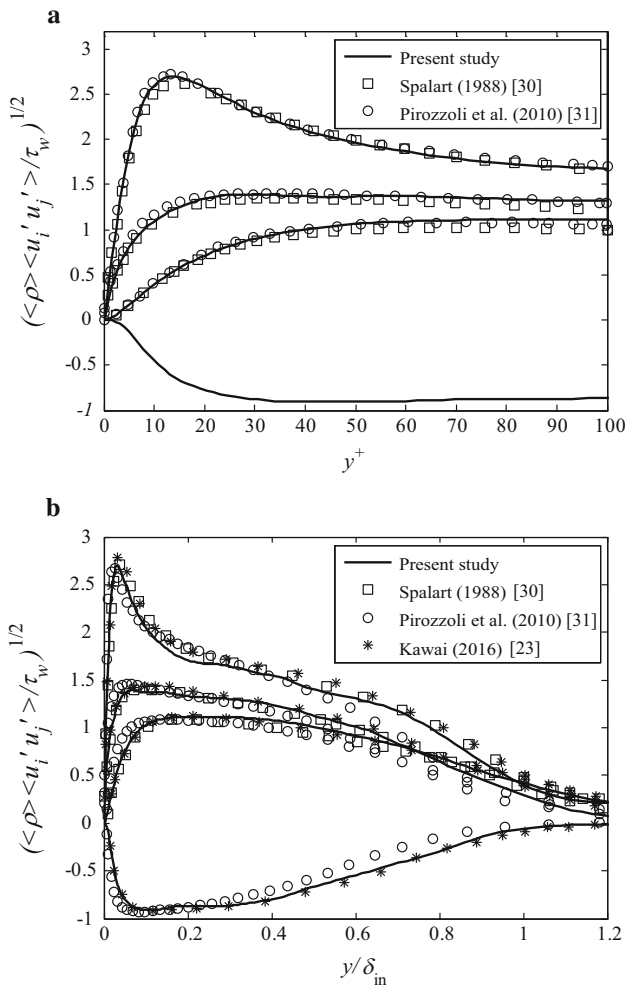 a
(<ρ><u_i' u_j'>/τ_w)^{1/2}
3
2.5
2
1.5
1
0.5
0
-0.5
-1
Present study
Spalart (1988) [30]
Pirozzoli et al. (2010) [31]
0 10 20 30 40 50 60 70 80 90 100
y^+
b
(<ρ><u_i' u_j'>/τ_w)^{1/2}
3
2.5
2
1.5
1
0.5
0
-0.5
-1
Present study
Spalart (1988) [30]
Pirozzoli et al. (2010) [31]
Kawai (2016) [23]
0 0.2 0.4 0.6 0.8 1 1.2
y/δ_in